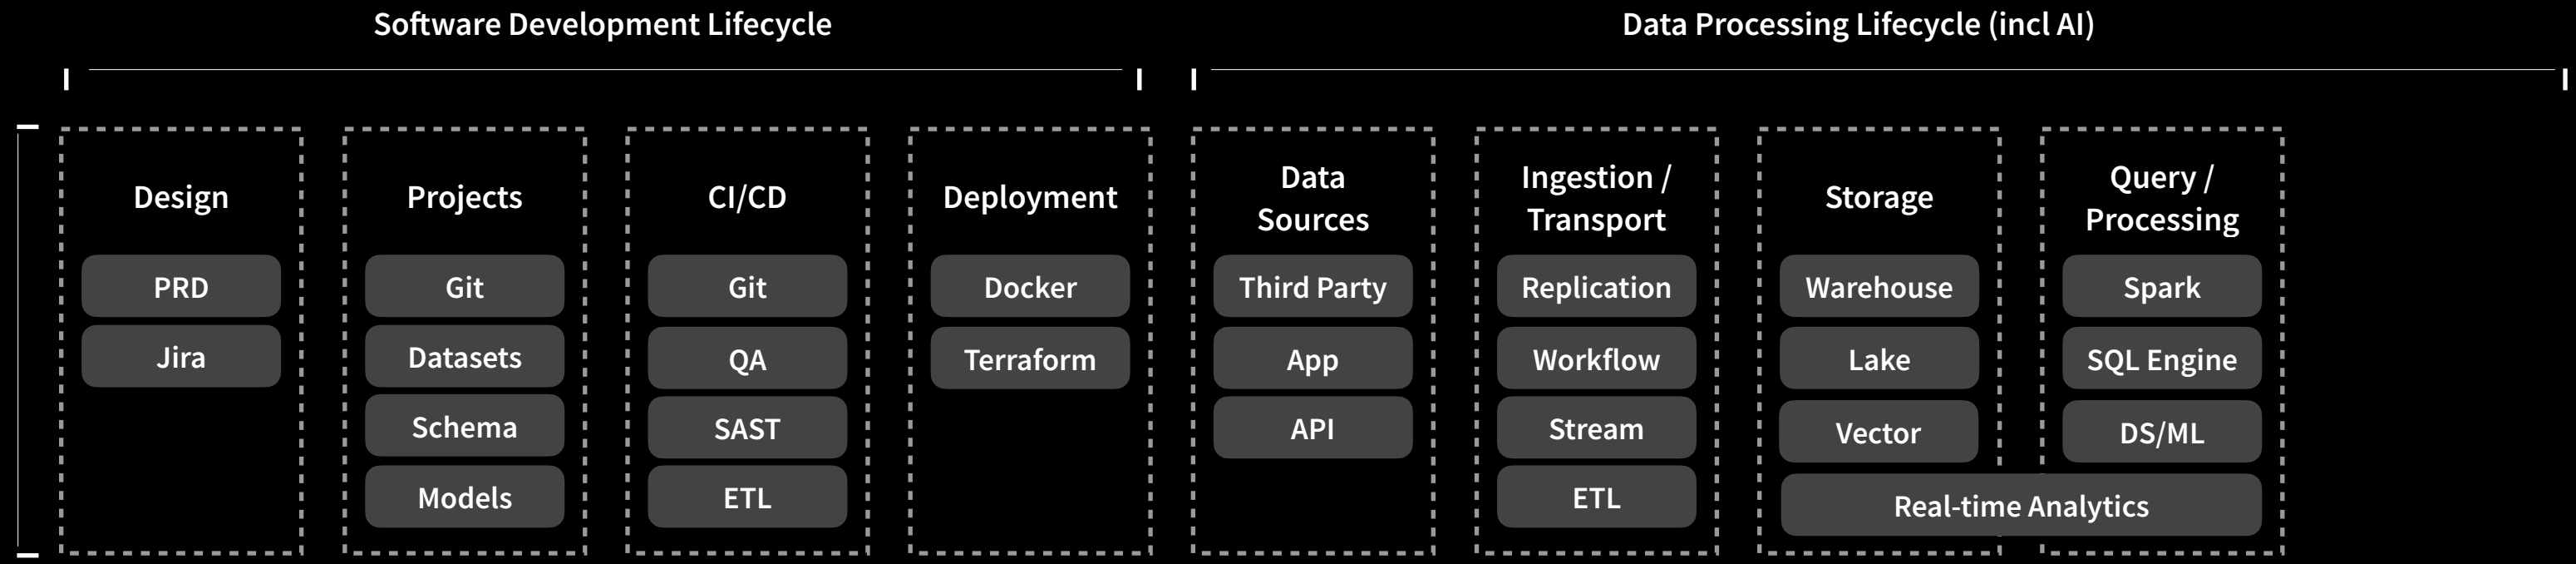 Software Development Lifecycle
Data Processing Lifecycle (incl AI)
Design
PRD
Jira
Projects
Git
Datasets
Schema
Models
CI/CD
Git
QA
SAST
ETL
Deployment
Docker
Terraform
Data
Sources
Third Party
App
API
Ingestion /
Transport
Replication
Workflow
Stream
ETL
Storage
Warehouse
Lake
Vector
Query /
Processing
Spark
SQL Engine
DS/ML
Real-time Analytics